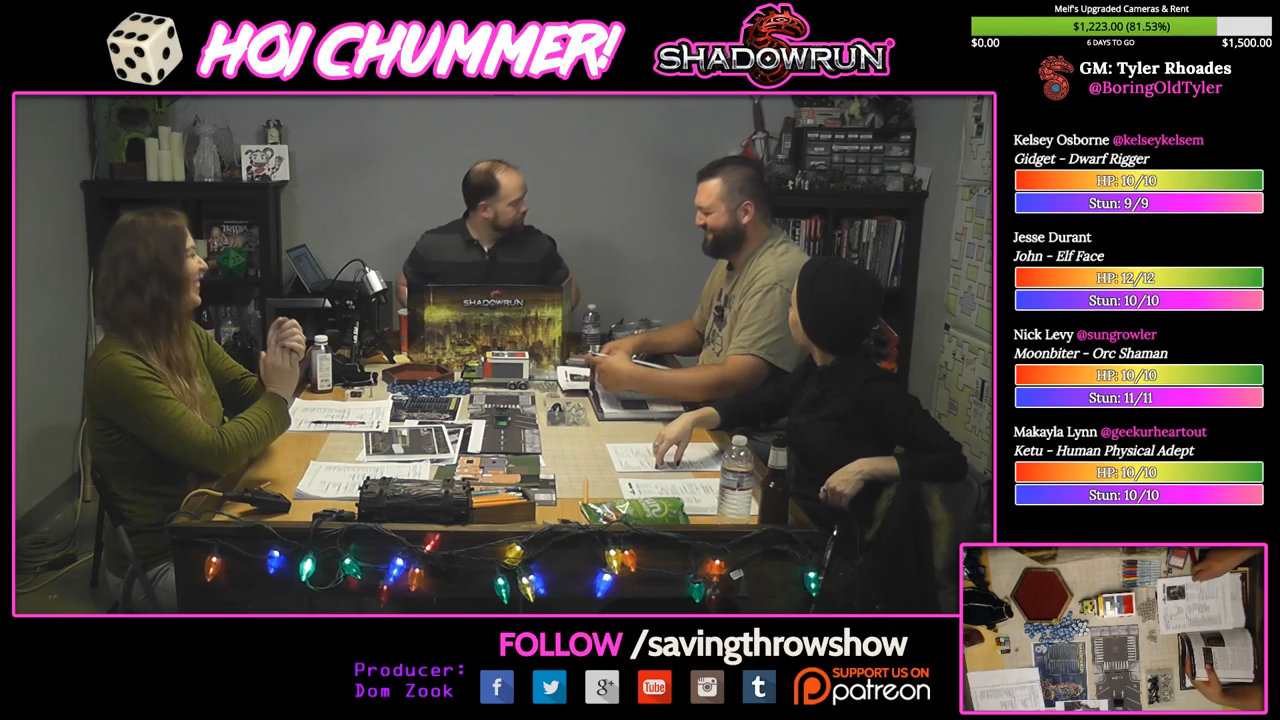 HOI CHUMMER!
SHADOWRUN
Melf's Upgraded Cameras & Rent
$1,223.00 (81.53%)
$0.00
6 DAYS TO GO
$1,500.00
GM: Tyler Rhoades
@BoringOldTyler
Kelsey Osborne @kelseykelsem
Gidget - Dwarf Rigger
HP: 10/10
Stun: 9/9
Jesse Durant
John - Elf Face
HP: 12/12
Stun: 10/10
Nick Levy @sungrowler
Moonbiter - Orc Shaman
HP: 10/10
Stun: 11/11
Makayla Lynn @geekurheartout
Ketu - Human Physical Adept
HP: 10/10
Stun: 10/10
SHADOWRUN
FOLLOW /savingthrowshow
Producer:
Dom Zook
f
g+
You Tube
t
SUPPORT US ON
patreon